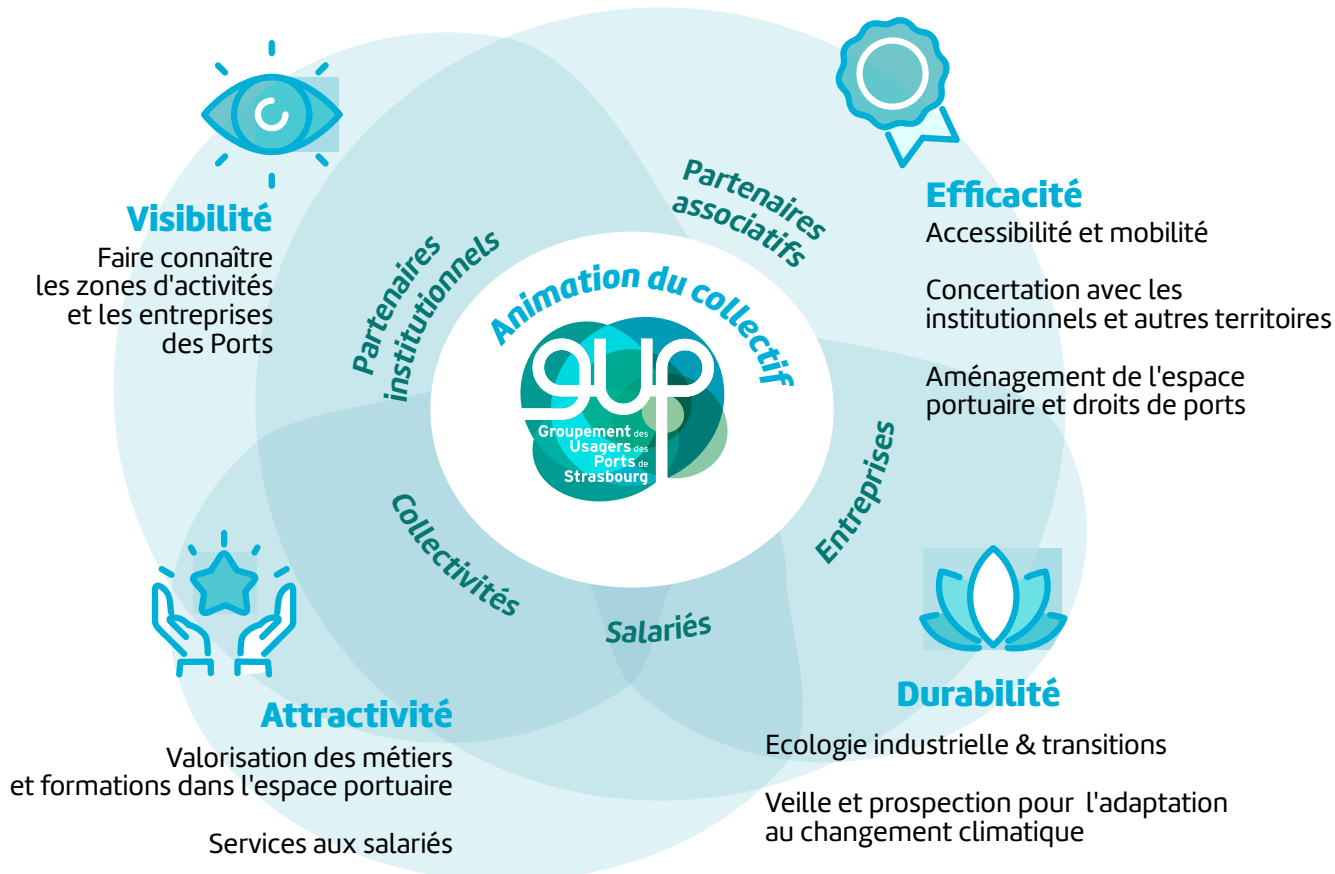 Visibilité
Faire connaître
les zones d'activités
et les entreprises
des Ports
Efficacité
Accessibilité et mobilité
Concertation avec les
institutionnels et autres territoires
Aménagement de l'espace
portuaire et droits de ports
Partenaires
institutionnels
Partenaires
associatifs
Entreprises
Salariés
Collectivités
Animation du collectif
gup
Groupement des
Usagers des
Ports de
Strasbourg
Attractivité
Valorisation des métiers
et formations dans l'espace portuaire
Services aux salariés
Durabilité
Ecologie industrielle & transitions
Veille et prospection pour l'adaptation
au changement climatique